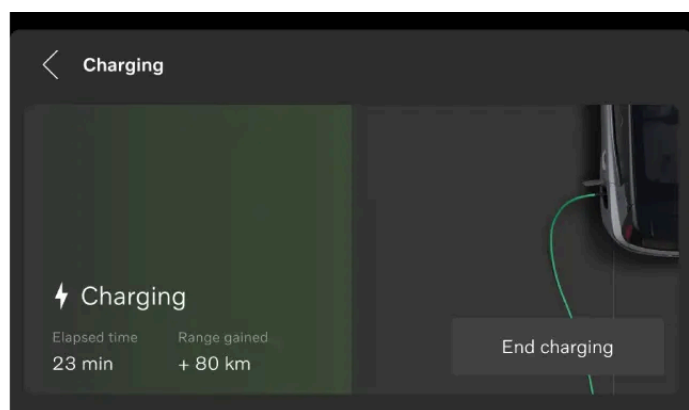 Charging
Charging
Elapsed time Range gained
23 min + 80 km
End charging